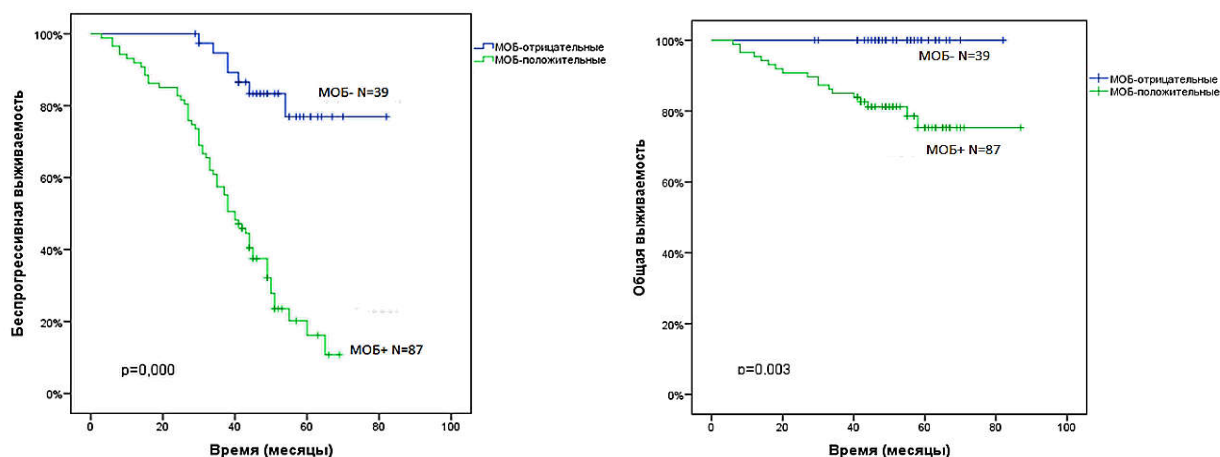 Беспрогрессивная выживаемость
100%
80%
60%
40%
20%
0%
МОБ- N=39
МОБ+ N=87
p=0,000
0
20
40
60
80
100
Время (месяцы)
МОБ-отрицательные
МОБ-положительные
Общая выживаемость
100%
80%
60%
40%
20%
0%
МОБ- N=39
МОБ+ N=87
p=0.003
0
20
40
60
80
100
Время (месяцы)
МОБ-отрицательные
МОБ-положительные